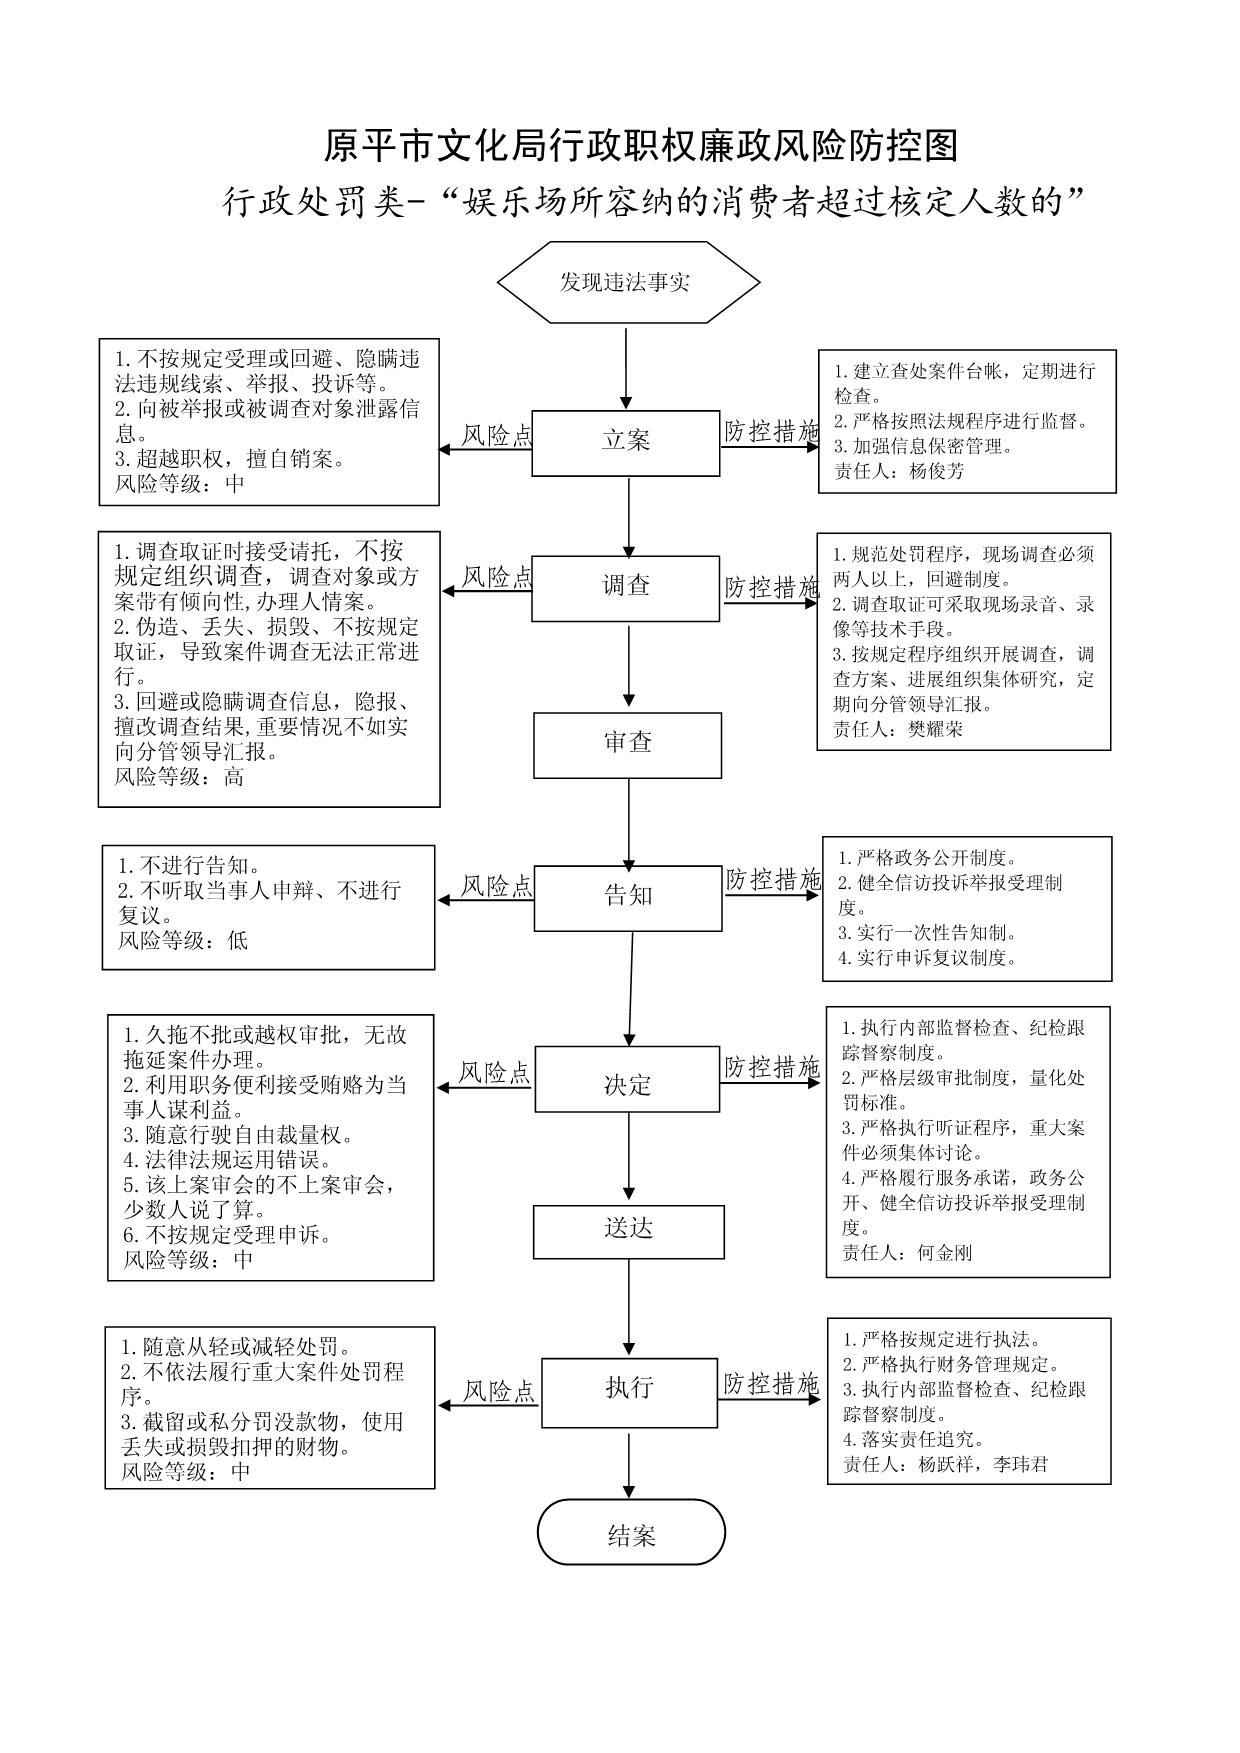 原平市文化局行政职权廉政风险防控图
行政处罚类-“娱乐场所容纳的消费者超过核定人数的”
发现违法事实
1.不按规定受理或回避、隐瞒违
法违规线索、举报、投诉等。
2.向被举报或被调查对象泄露信
息。
3.超越职权，擅自销案。
风险等级：中
风险点
立案
防控措施
1.建立查处案件台帐，定期进行
检查。
2.严格按照法规程序进行监督。
3.加强信息保密管理。
责任人：杨俊芳
1.调查取证时接受请托，不按
规定组织调查，调查对象或方
案带有倾向性,办理人情案。
2.伪造、丢失、损毁、不按规定
取证，导致案件调查无法正常进
行。
3.回避或隐瞒调查信息，隐报、
擅改调查结果,重要情况不如实
向分管领导汇报。
风险等级：高
风险点
调查
防控措施
1.规范处罚程序，现场调查必须
两人以上，回避制度。
2.调查取证可采取现场录音、录
像等技术手段。
3.按规定程序组织开展调查，调
查方案、进展组织集体研究，定
期向分管领导汇报。
责任人：樊耀荣
审查
1.不进行告知。
2.不听取当事人申辩、不进行
复议。
风险等级：低
风险点
告知
防控措施
1.严格政务公开制度。
2.健全信访投诉举报受理制
度。
3.实行一次性告知制。
4.实行申诉复议制度。
1.久拖不批或越权审批，无故
拖延案件办理。
2.利用职务便利接受贿赂为当
事人谋利益。
3.随意行驶自由裁量权。
4.法律法规运用错误。
5.该上案审会的不上案审会，
少数人说了算。
6.不按规定受理申诉。
风险等级：中
风险点
决定
防控措施
1.执行内部监督检查、纪检跟
踪督察制度。
2.严格层级审批制度，量化处
罚标准。
3.严格执行听证程序，重大案
件必须集体讨论。
4.严格履行服务承诺，政务公
开、健全信访投诉举报受理制
度。
责任人：何金刚
送达
1.随意从轻或减轻处罚。
2.不依法履行重大案件处罚程
序。
3.截留或私分罚没款物，使用
丢失或损毁扣押的财物。
风险等级：中
风险点
执行
防控措施
1.严格按规定进行执法。
2.严格执行财务管理规定。
3.执行内部监督检查、纪检跟
踪督察制度。
4.落实责任追究。
责任人：杨跃祥，李玮君
结案